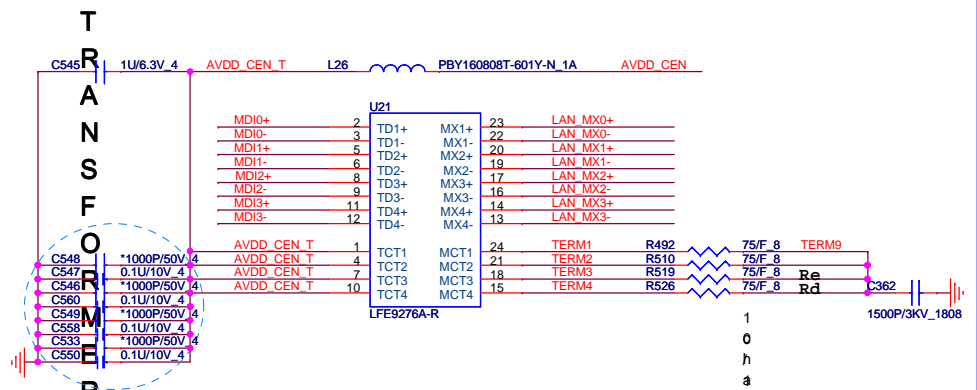 TRANSFORMER
C545 1U/6.3V_4 AVDD_CEN_T L26 PBY160808T-601Y-N_1A AVDD_CEN
U21
MDI0+ 2 TD1+ MX1+ 23 LAN_MX0+
MDI0- 3 TD1- MX1- 22 LAN_MX0-
MDI1+ 5 TD2+ MX2+ 20 LAN_MX1+
MDI1- 6 TD2- MX2- 19 LAN_MX1-
MDI2+ 8 TD3+ MX3+ 17 LAN_MX2+
MDI2- 9 TD3- MX3- 16 LAN_MX2-
MDI3+ 11 TD4+ MX4+ 14 LAN_MX3+
MDI3- 12 TD4- MX4- 13 LAN_MX3-
AVDD_CEN_T 1 TCT1 MCT1 24 TERM1 R492 75/F_8 TERM9
C548 *1000P/50V_4 AVDD_CEN_T 4 TCT2 MCT2 21 TERM2 R510 75/F_8
C547 0.1U/10V_4 AVDD_CEN_T 7 TCT3 MCT3 18 TERM3 R519 75/F_8 Re
C546 *1000P/50V_4 AVDD_CEN_T 10 TCT4 MCT4 15 TERM4 R526 75/F_8 Rd C362
C560 0.1U/10V_4
C549 *1000P/50V_4 LFE9276A-R 1500P/3KV_1808
C558 0.1U/10V_4
C533 *1000P/50V_4
C550 0.1U/10V_4